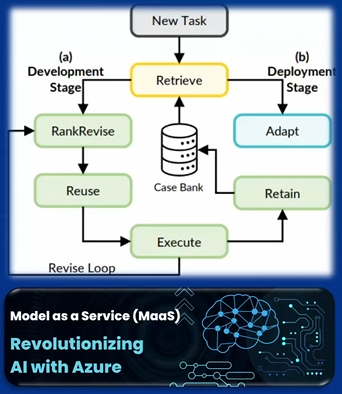 New Task
(a)
Development
Stage
(b)
Deployment
Stage
Retrieve
RankRevise
Adapt
Case Bank
Reuse
Retain
Execute
Revise Loop
Model as a Service (MaaS)
Revolutionizing
AI with Azure